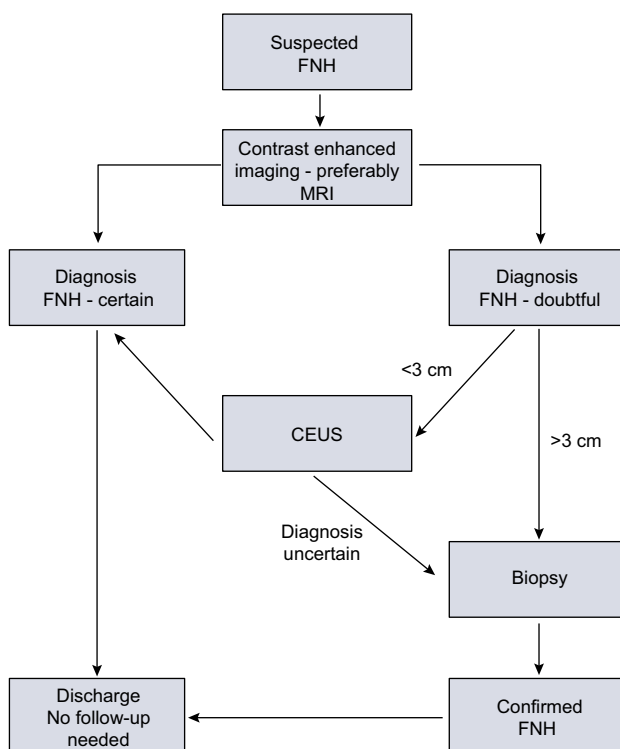 Suspected
FNH
Contrast enhanced
imaging - preferably
MRI
Diagnosis
FNH - certain
Diagnosis
FNH - doubtful
<3 cm
CEUS
>3 cm
Diagnosis
uncertain
Biopsy
Discharge
No follow-up
needed
Confirmed
FNH